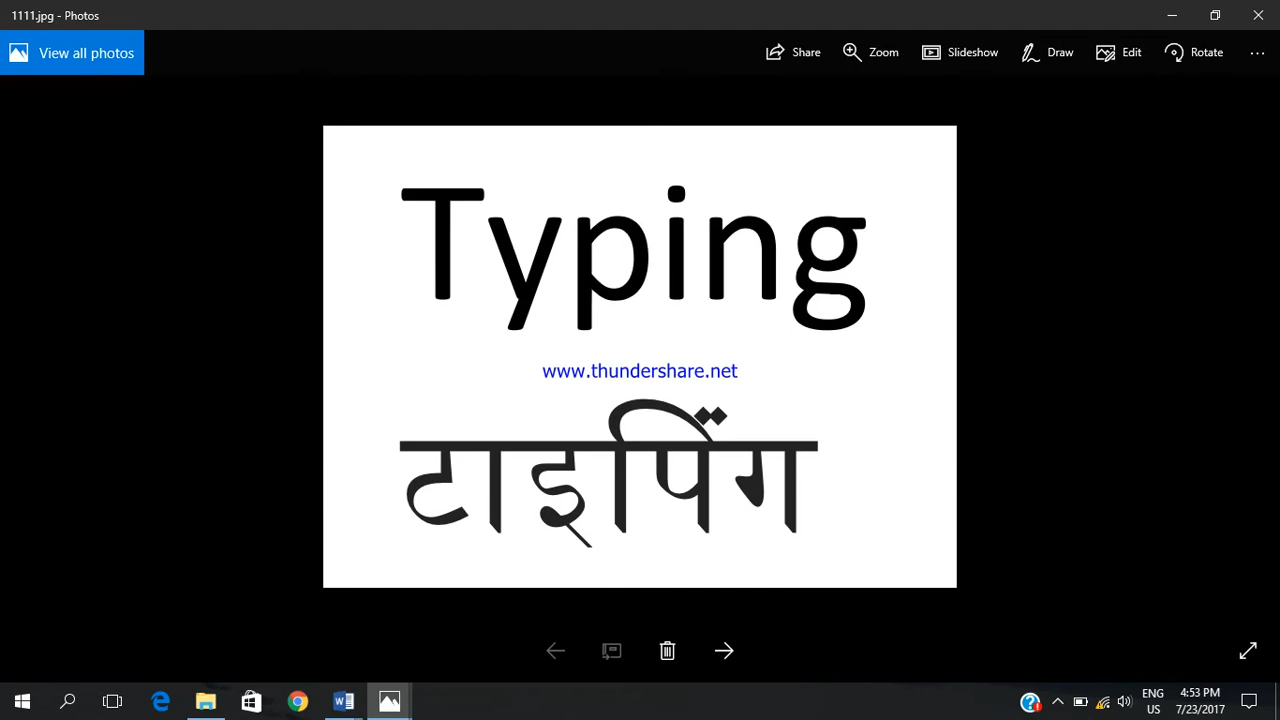 1111.jpg - Photos
View all photos
Share
Zoom
Slideshow
Draw
Edit
Rotate
Typing
www.thundershare.net
टाइपिंग
ENG
4:53 PM
US
7/23/2017